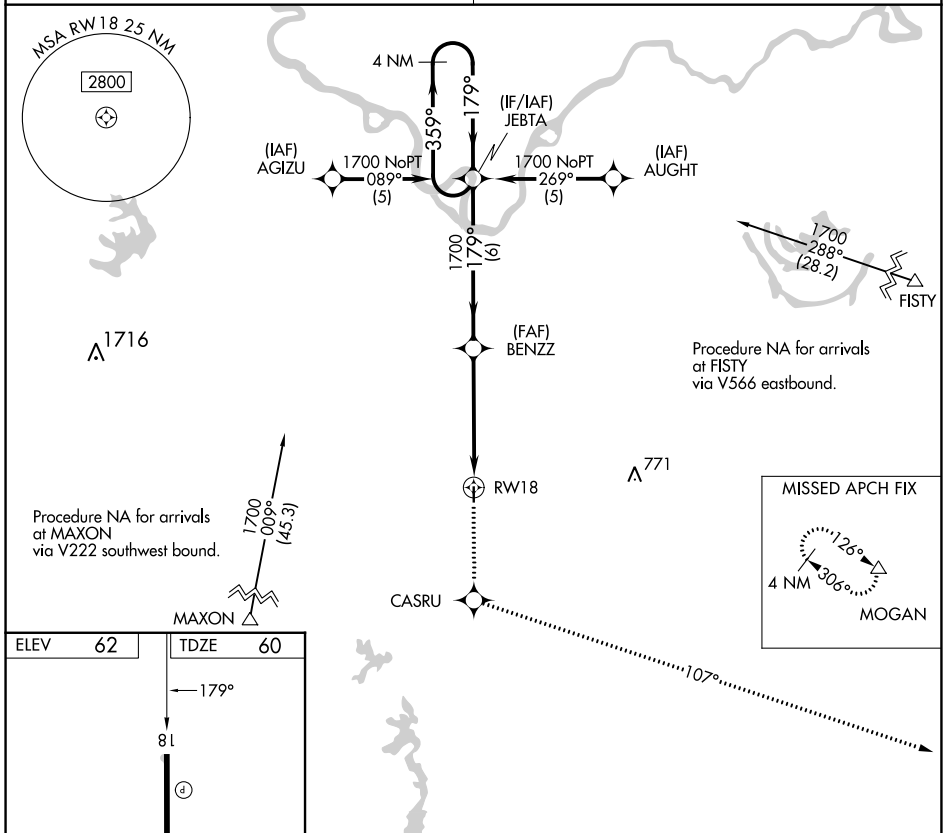 MSA RW18 25 NM
2800
4 NM
359°
179°
(IF/IAF)
JEBTA
(IAF)
AGIZU
1700 NoPT
089°
(5)
1700 NoPT
269°
(5)
(IAF)
AUGHT
1700
179°
(6)
1700
288°
(28.2)
FISTY
1716
(FAF)
BENZZ
Procedure NA for arrivals
at FISTY
via V566 eastbound.
771
RW18
Procedure NA for arrivals
at MAXON
via V222 southwest bound.
1700
009°
(45.3)
MAXON
MISSED APCH FIX
126°
4 NM
306°
MOGAN
CASRU
107°
ELEV 62
TDZE 60
179°
18
P